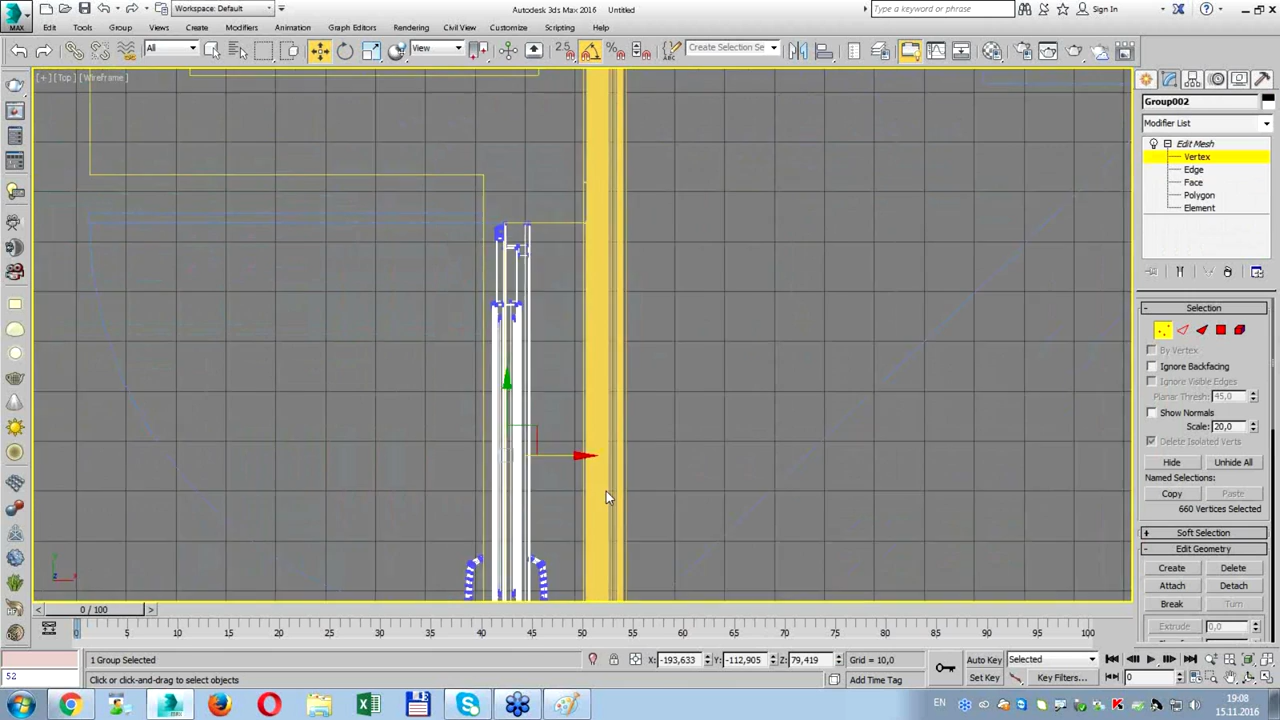 Workspace: Default
Autodesk 3ds Max 2016 Untitled
Type a keyword or phrase
Sign In
MAX
Edit Tools Group Views Create Modifiers Animation Graph Editors Rendering Civil View Customize Scripting Help
All
View
2.5
Create Selection Se
[+] [Top] [Wireframe]
Group002
Modifier List
Edit Mesh
Vertex
Edge
Face
Polygon
Element
Selection
By Vertex
Ignore Backfacing
Ignore Visible Edges
Planar Thresh: 45,0
Show Normals
Scale: 20,0
Delete Isolated Verts
Hide Unhide All
Named Selections:
Copy Paste
660 Vertices Selected
Soft Selection
Edit Geometry
Create Delete
Attach Detach
Break Turn
Extrude 0,0
0 / 100
0 5 10 15 20 25 30 35 40 45 50 55 60 65 70 75 80 85 90 95 100
1 Group Selected
X: -193,633 Y: -112,905 Z: 79,419
Grid = 10,0
Auto Key Selected
52
Click or click-and-drag to select objects
Add Time Tag
Set Key Key Filters...
0
EN
19:08
15.11.2016